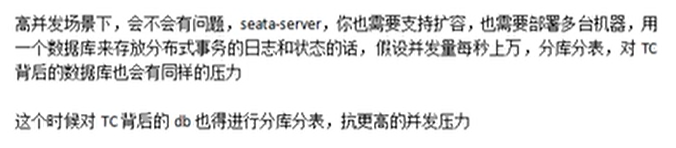 高并发场景下，会不会有问题，seata-server，你也需要支持扩容，也需要部署多台机器，用
一个数据库来存放分布式事务的日志和状态的话，假设并发量每秒上万，分库分表，对 TC
背后的数据库也会有同样的压力
这个时候对 TC 背后的 db 也得进行分库分表，抗更高的并发压力